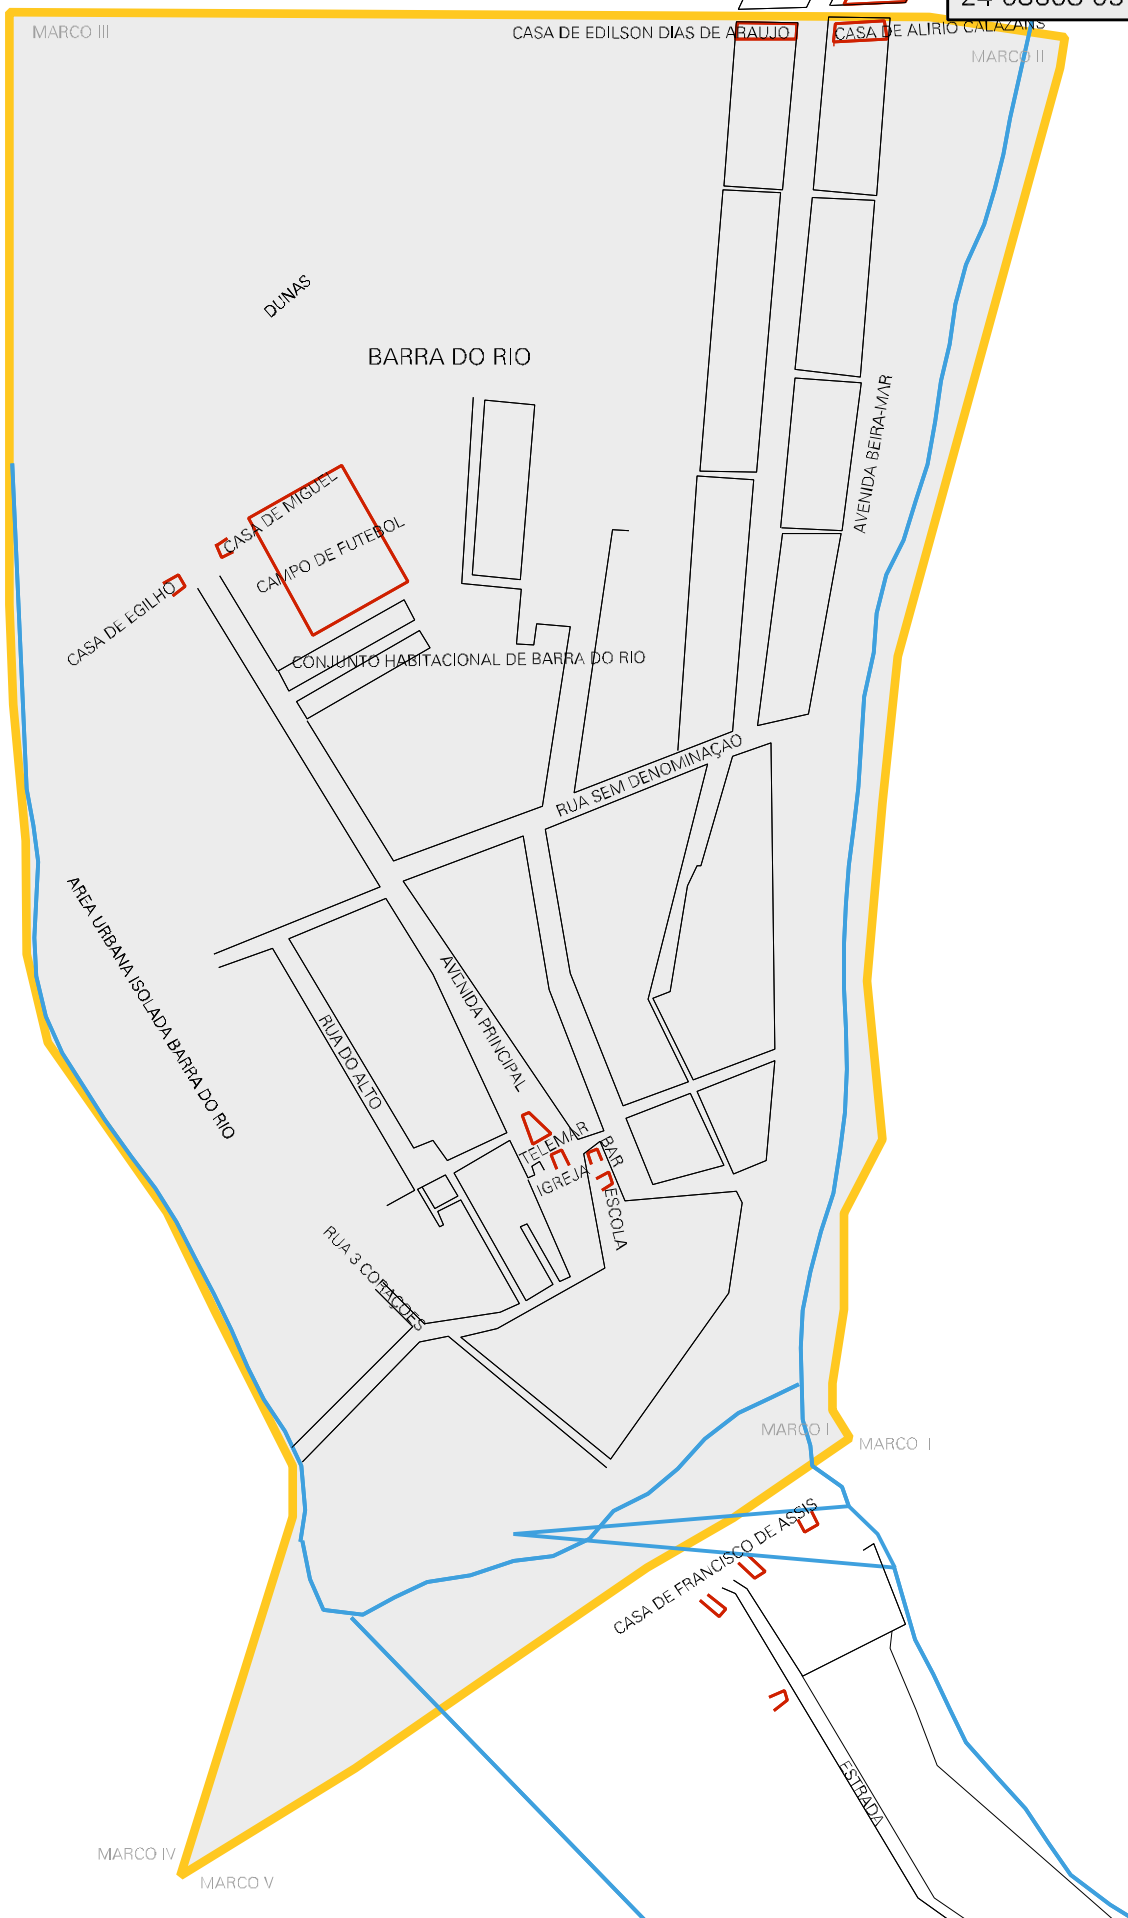 MARCO III
CASA DE EDILSON DIAS DE ARAUJO
CASA DE ALIRIO CALAZANS
MARCO II
DUNAS
BARRA DO RIO
AVENIDA BEIRA-MAR
CASA DE MIGUEL
CAMPO DE FUTEBOL
CASA DE EGILHO
CONJUNTO HABITACIONAL DE BARRA DO RIO
RUA SEM DENOMINAÇAO
AREA URBANA ISOLADA BARRA DO RIO
AVENIDA PRINCIPAL
RUA DO ALTO
TELEMAR
BAR
IGREJA
ESCOLA
RUA 3 CORAÇOES
MARCO I
MARCO I
CASA DE FRANCISCO DE ASSIS
ESTRADA
MARCO IV
MARCO V